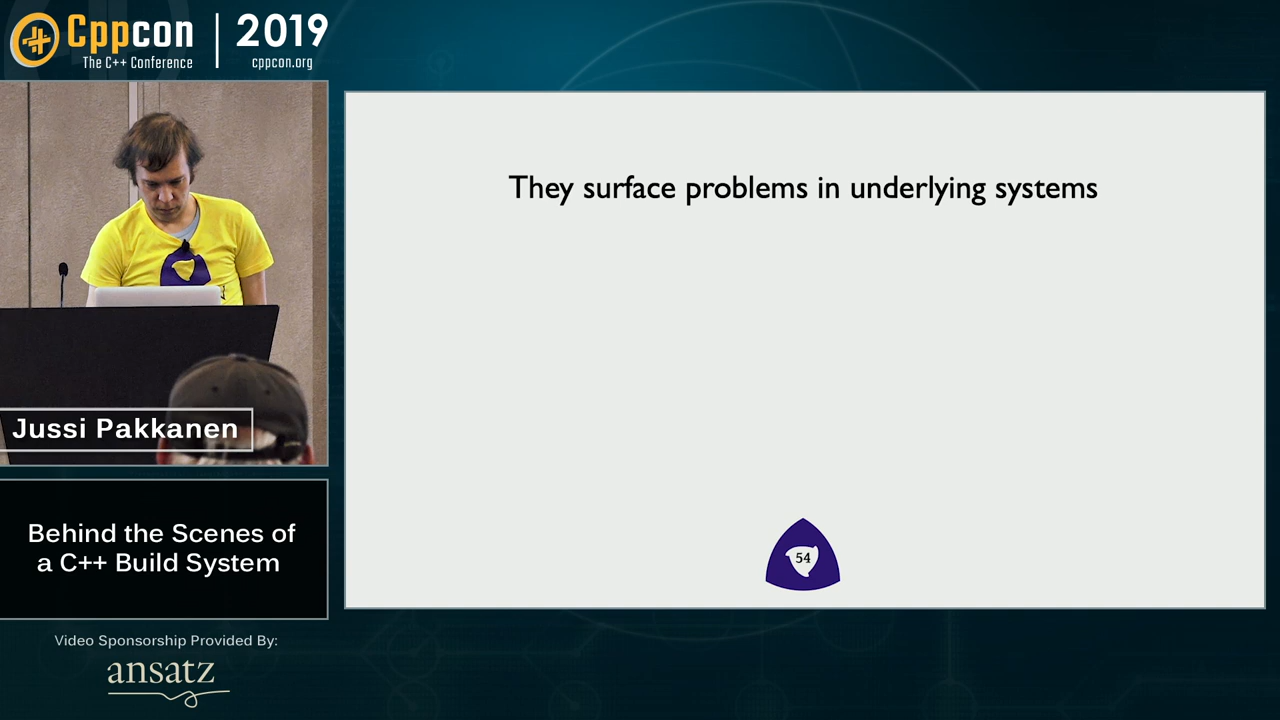 Cppcon
The C++ Conference
2019
cppcon.org
They surface problems in underlying systems
54
Jussi Pakkanen
Behind the Scenes of
a C++ Build System
Video Sponsorship Provided By:
ansatz